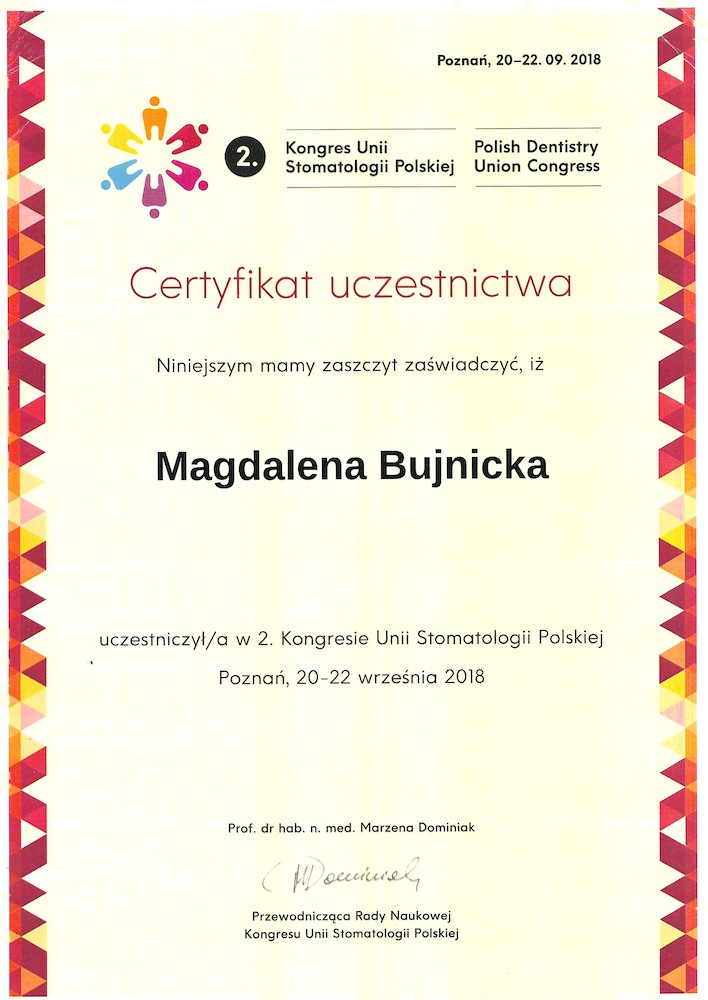 Poznań, 20–22. 09. 2018
2.
Kongres Unii
Stomatologii Polskiej
Polish Dentistry
Union Congress
Certyfikat uczestnictwa
Niniejszym mamy zaszczyt zaświadczyć, iż
Magdalena Bujnicka
uczestniczył/a w 2. Kongresie Unii Stomatologii Polskiej
Poznań, 20-22 września 2018
Prof. dr hab. n. med. Marzena Dominiak
MDominiak
Przewodnicząca Rady Naukowej
Kongresu Unii Stomatologii Polskiej